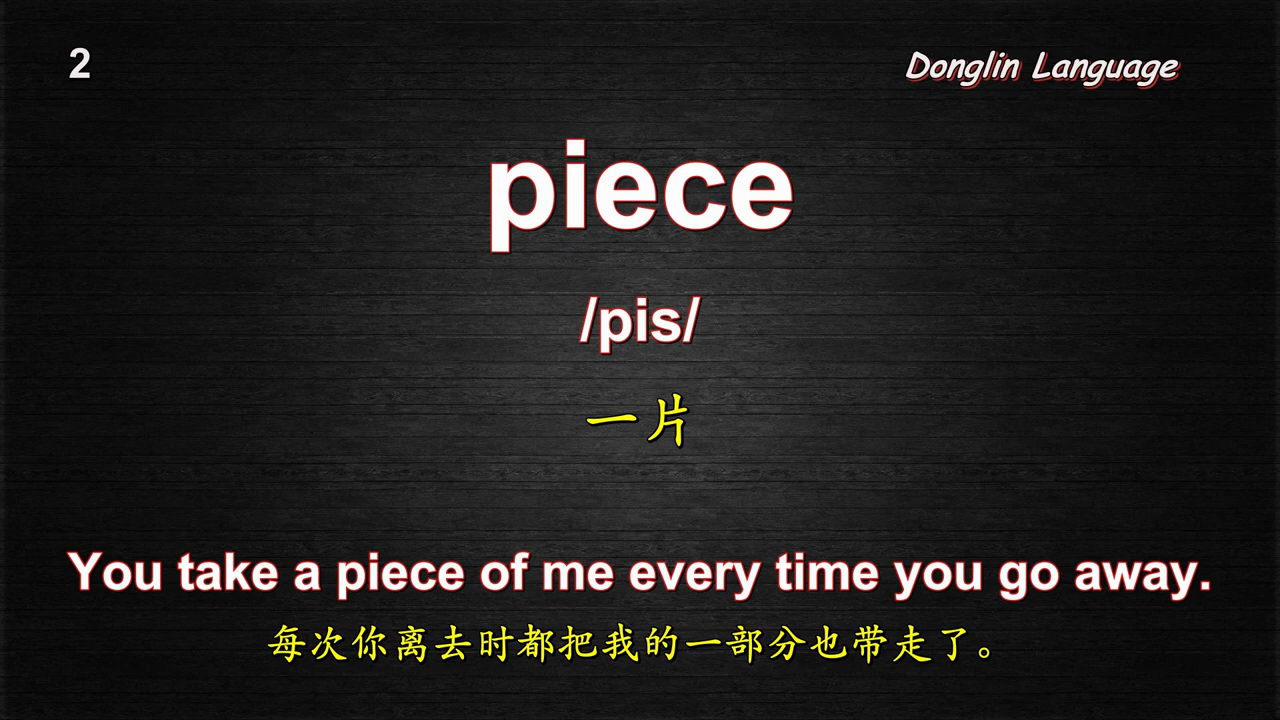 2
Donglin Language
piece
/pis/
一片
You take a piece of me every time you go away.
每次你离去时都把我的一部分也带走了。